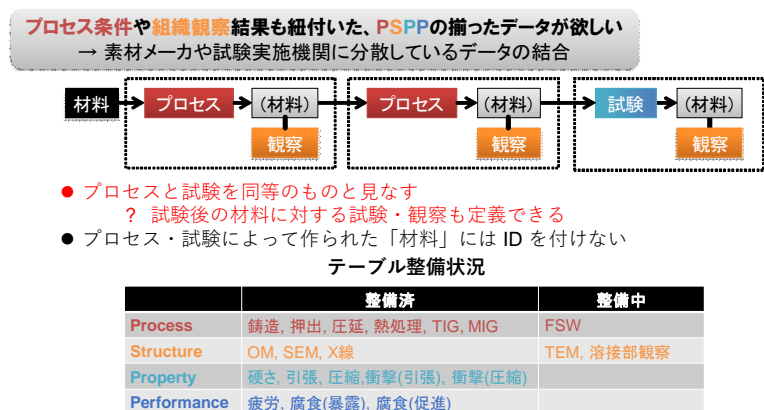 プロセス条件や組織観察結果も紐付いた、PSPPの揃ったデータが欲しい
→ 素材メーカや試験実施機関に分散しているデータの結合
材料 プロセス (材料) プロセス (材料) 試験 (材料)
観察 観察 観察
● プロセスと試験を同等のものと見なす
? 試験後の材料に対する試験・観察も定義できる
● プロセス・試験によって作られた「材料」には ID を付けない
テーブル整備状況
整備済 整備中
Process 鋳造, 押出, 圧延, 熱処理, TIG, MIG FSW
Structure OM, SEM, X線 TEM, 溶接部観察
Property 硬さ, 引張, 圧縮,衝撃(引張), 衝撃(圧縮)
Performance 疲労, 腐食(暴露), 腐食(促進)